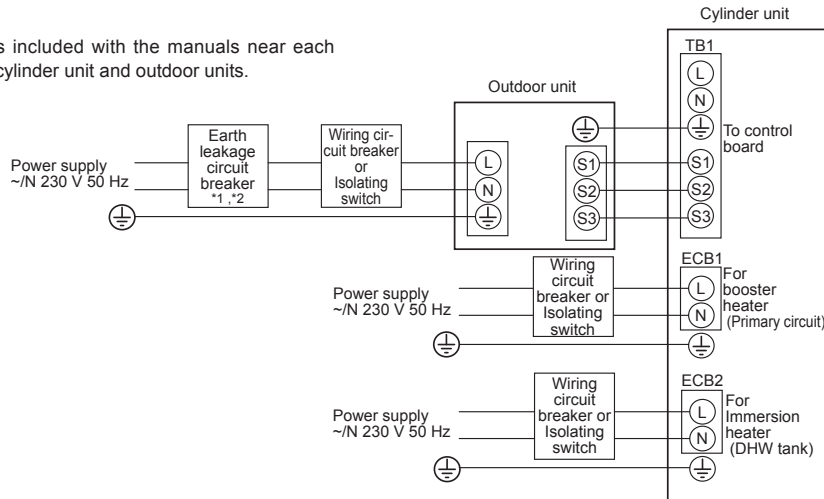 Cylinder unit
s included with the manuals near each
cylinder unit and outdoor units.
TB1
L
N
To control
board
Outdoor unit
Earth
leakage
circuit
breaker
*1 ,*2
Wiring cir-
cuit breaker
or
Isolating
switch
Power supply
~/N 230 V 50 Hz
L
N
S1
S2
S3
S1
S2
S3
ECB1
For
booster
heater
(Primary circuit)
L
N
Wiring
circuit
breaker or
Isolating
switch
Power supply
~/N 230 V 50 Hz
ECB2
For
Immersion
heater
(DHW tank)
L
N
Wiring
circuit
breaker or
Isolating
switch
Power supply
~/N 230 V 50 Hz